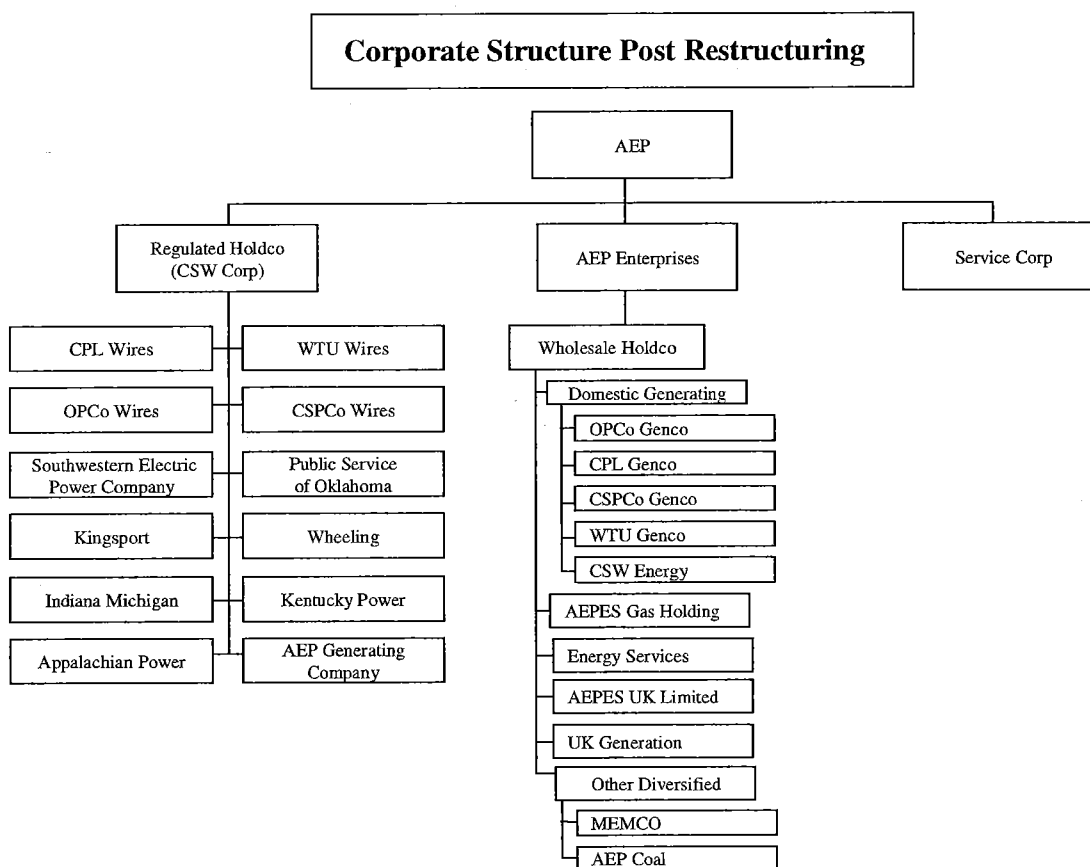 Corporate Structure Post Restructuring
AEP
Regulated Holdco
(CSW Corp)
AEP Enterprises
Service Corp
CPL Wires
WTU Wires
OPCo Wires
CSPCo Wires
Southwestern Electric
Power Company
Public Service
of Oklahoma
Kingsport
Wheeling
Indiana Michigan
Kentucky Power
Appalachian Power
AEP Generating
Company
Wholesale Holdco
Domestic Generating
OPCo Genco
CPL Genco
CSPCo Genco
WTU Genco
CSW Energy
AEPES Gas Holding
Energy Services
AEPES UK Limited
UK Generation
Other Diversified
MEMCO
AEP Coal